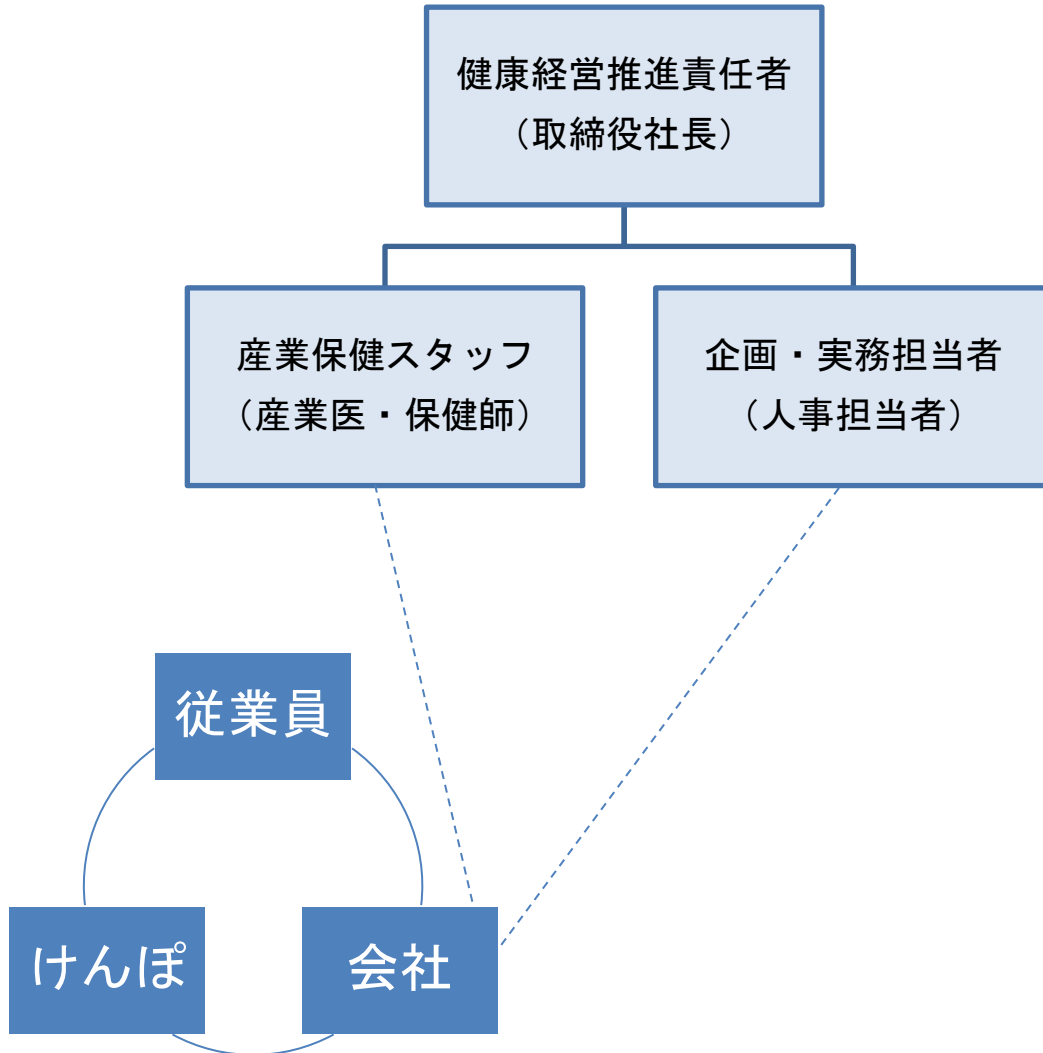 健康経営推進責任者
（取締役社長）
産業保健スタッフ
（産業医・保健師）
企画・実務担当者
（人事担当者）
従業員
けんぽ
会社